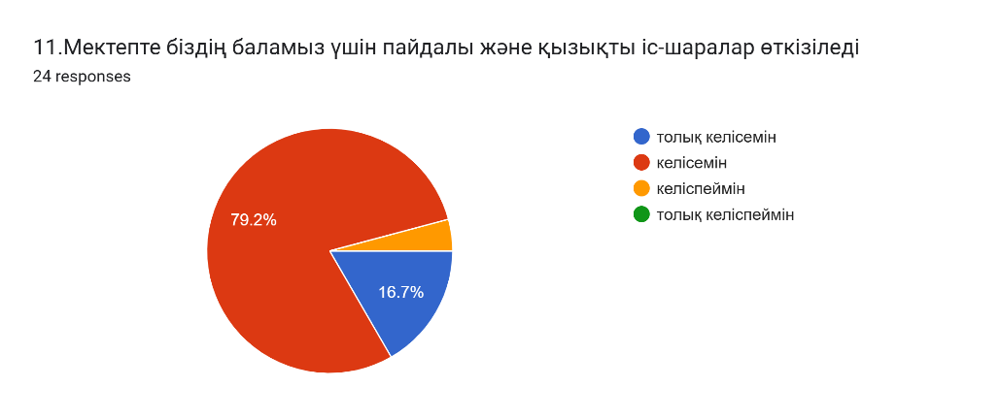 11.Мектепте біздің баламыз үшін пайдалы және қызықты іс-шаралар өткізіледі
24 responses
толық келісемін
келісемін
келіспеймін
толық келіспеймін
79.2%
16.7%